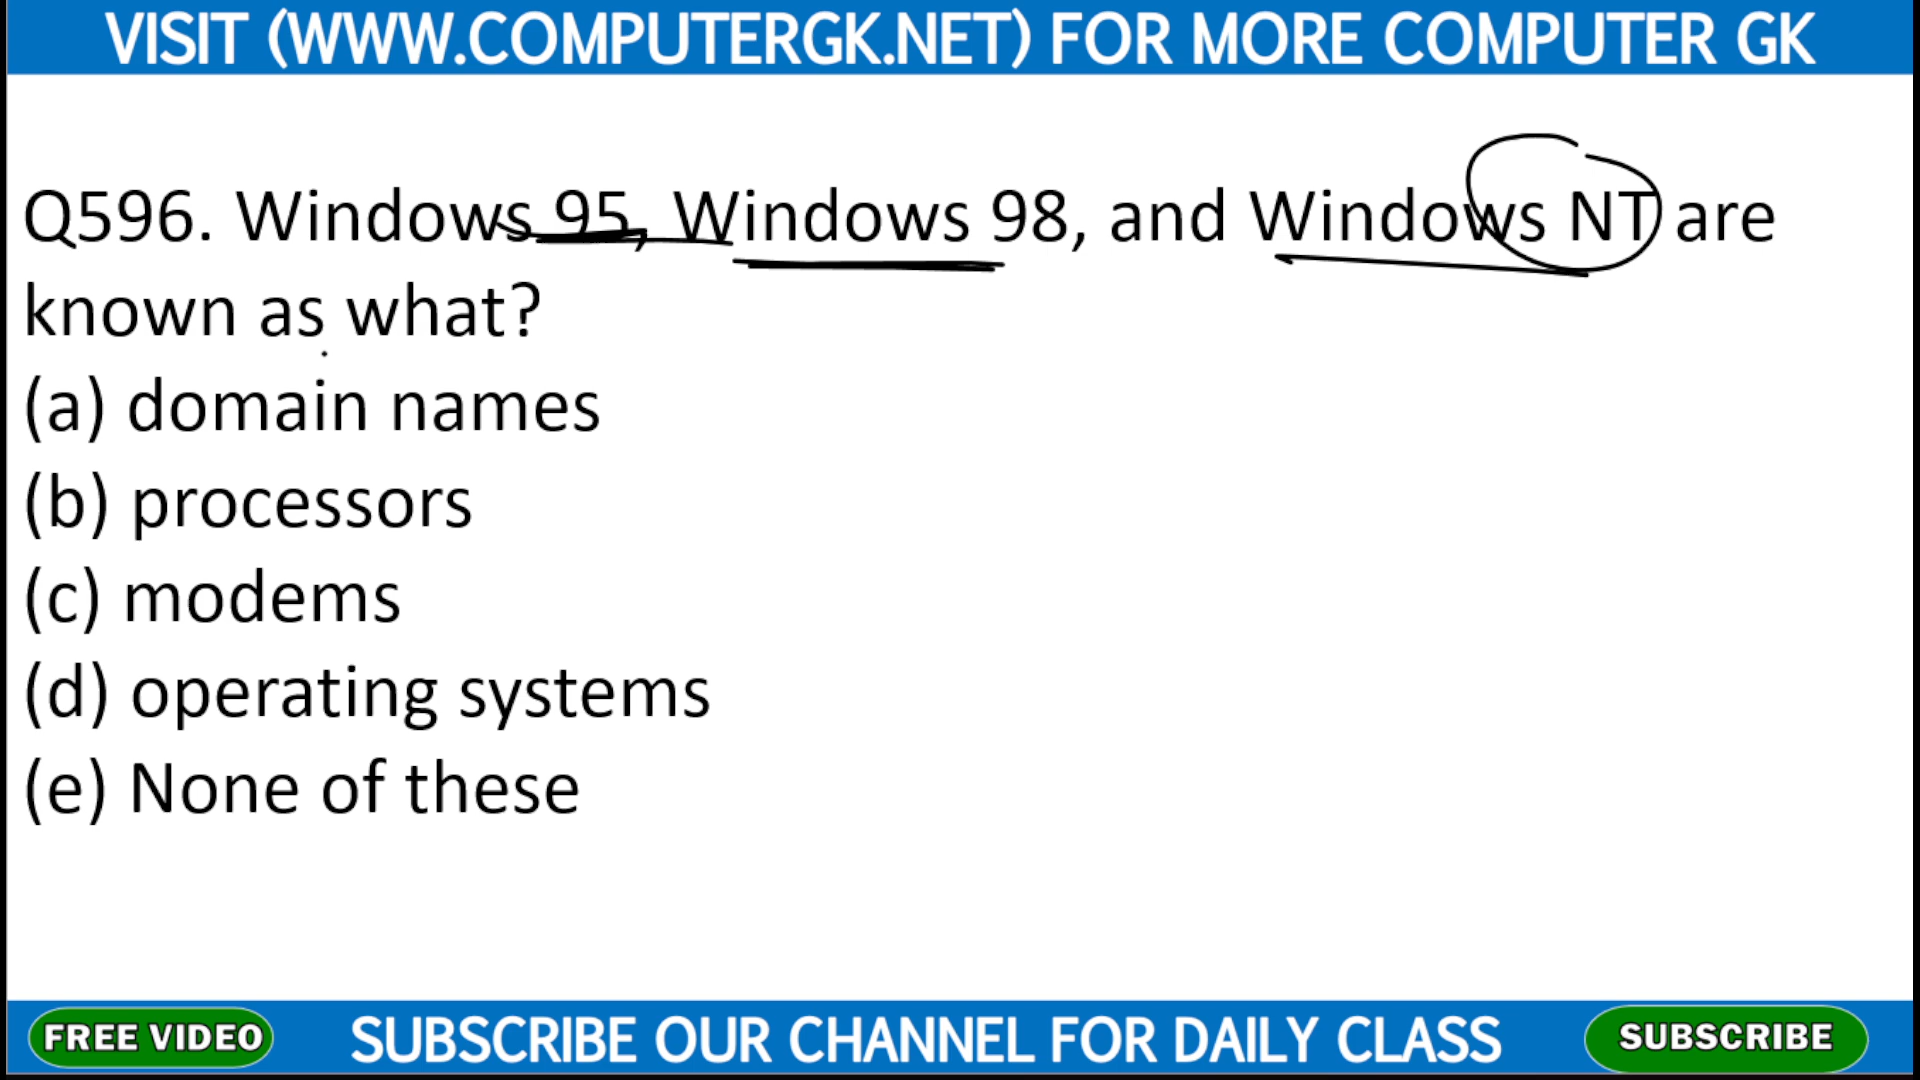 VISIT (WWW.COMPUTERGK.NET) FOR MORE COMPUTER GK
Q596. Windows 95, Windows 98, and Windows NT are
known as what?
(a) domain names
(b) processors
(c) modems
(d) operating systems
(e) None of these
FREE VIDEO SUBSCRIBE OUR CHANNEL FOR DAILY CLASS SUBSCRIBE